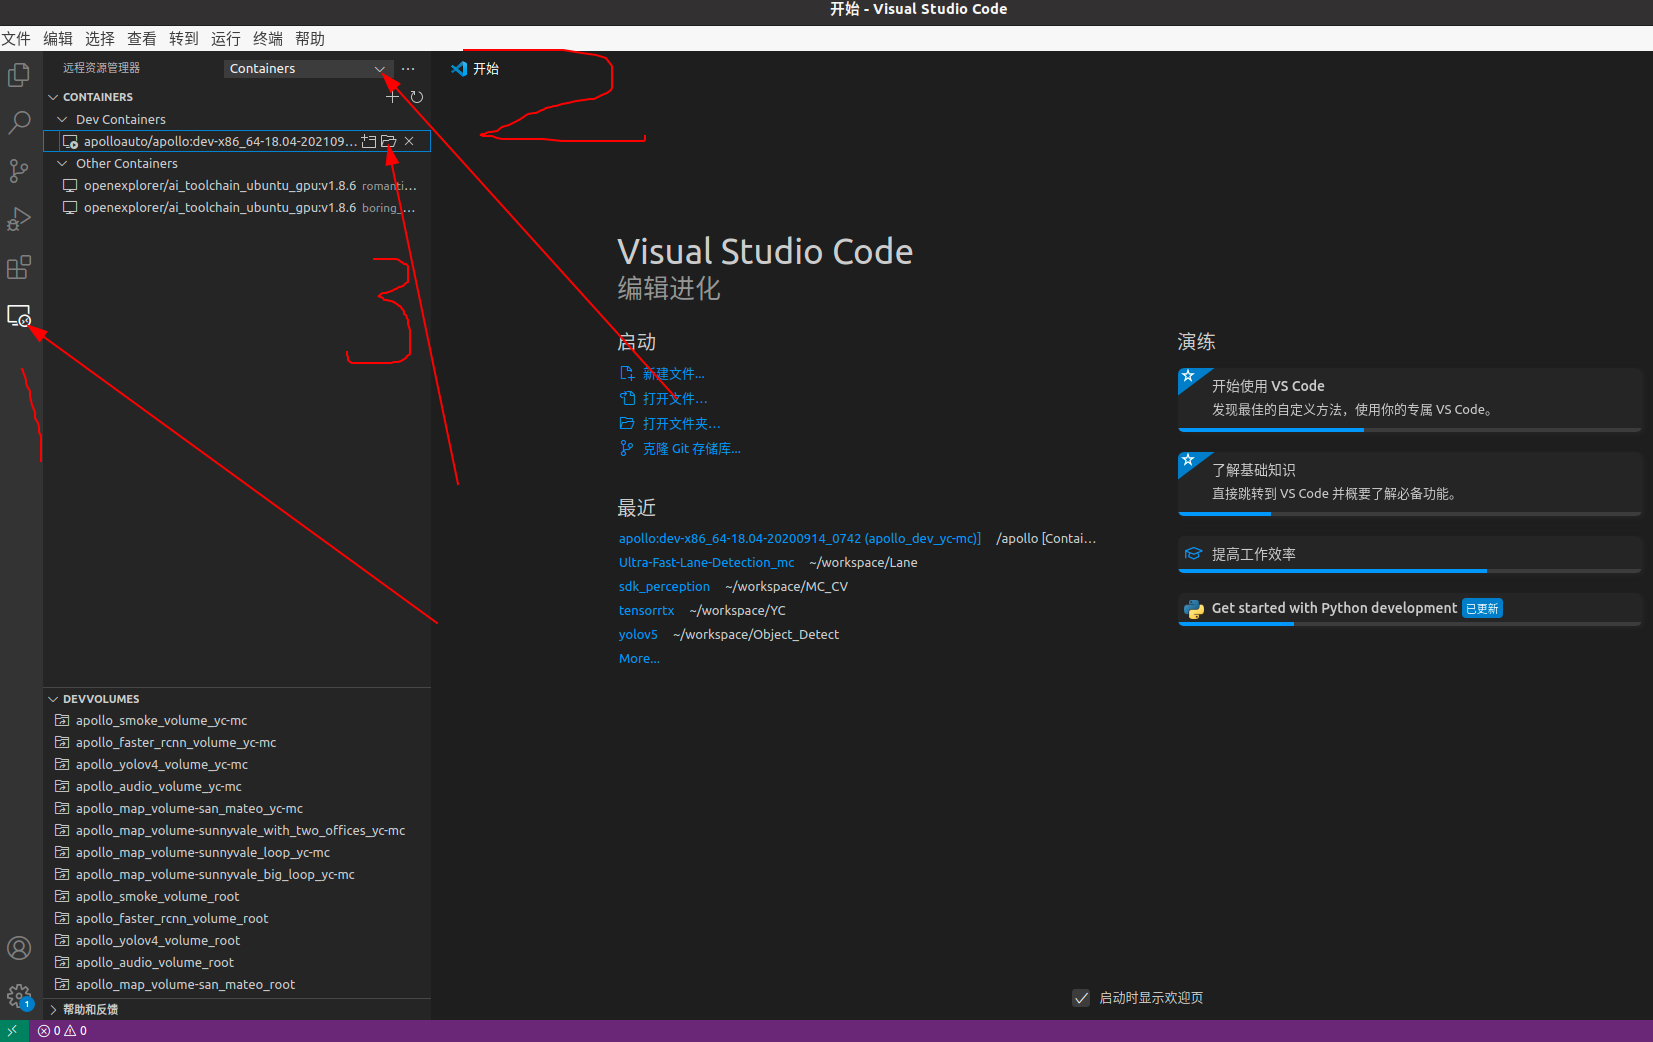 开始 - Visual Studio Code
文件 编辑 选择 查看 转到 运行 终端 帮助
远程资源管理器 Containers ...
开始
CONTAINERS
Dev Containers
apolloauto/apollo:dev-x86_64-18.04-202109...
Other Containers
openexplorer/ai_toolchain_ubuntu_gpu:v1.8.6 romanti...
openexplorer/ai_toolchain_ubuntu_gpu:v1.8.6 boring_...
1
2
3
Visual Studio Code
编辑进化
启动
新建文件...
打开文件...
打开文件夹...
克隆 Git 存储库...
最近
apollo:dev-x86_64-18.04-20200914_0742 (apollo_dev_yc-mc)] /apollo [Contai...
Ultra-Fast-Lane-Detection_mc ~/workspace/Lane
sdk_perception ~/workspace/MC_CV
tensorrtx ~/workspace/YC
yolov5 ~/workspace/Object_Detect
More...
演练
开始使用 VS Code
发现最佳的自定义方法，使用你的专属 VS Code。
了解基础知识
直接跳转到 VS Code 并概要了解必备功能。
提高工作效率
Get started with Python development 已更新
DEVVOLUMES
apollo_smoke_volume_yc-mc
apollo_faster_rcnn_volume_yc-mc
apollo_yolov4_volume_yc-mc
apollo_audio_volume_yc-mc
apollo_map_volume-san_mateo_yc-mc
apollo_map_volume-sunnyvale_with_two_offices_yc-mc
apollo_map_volume-sunnyvale_loop_yc-mc
apollo_map_volume-sunnyvale_big_loop_yc-mc
apollo_smoke_volume_root
apollo_faster_rcnn_volume_root
apollo_yolov4_volume_root
apollo_audio_volume_root
apollo_map_volume-san_mateo_root
帮助和反馈
启动时显示欢迎页
1
0 0